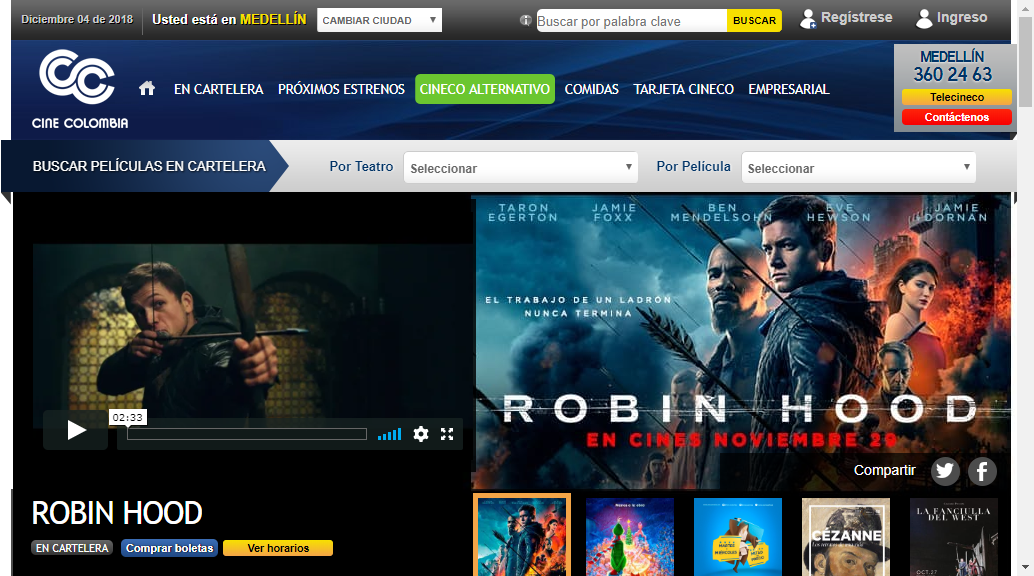 Diciembre 04 de 2018
Usted está en MEDELLÍN
CAMBIAR CIUDAD
Buscar por palabra clave
BUSCAR
Regístrese
Ingreso
CINE COLOMBIA
EN CARTELERA
PRÓXIMOS ESTRENOS
CINECO ALTERNATIVO
COMIDAS
TARJETA CINECO
EMPRESARIAL
MEDELLÍN
360 24 63
Telecineco
Contáctenos
BUSCAR PELÍCULAS EN CARTELERA
Por Teatro
Seleccionar
Por Película
Seleccionar
TARON EGERTON
JAMIE FOXX
BEN MENDELSOHN
EVE HEWSON
JAMIE DORNAN
EL TRABAJO DE UN LADRÓN
NUNCA TERMINA
ROBIN HOOD
EN CINES NOVIEMBRE 29
02:33
Compartir
ROBIN HOOD
EN CARTELERA
Comprar boletas
Ver horarios
CÉZANNE
LA FANCIULLA
DEL WEST
OCT.27